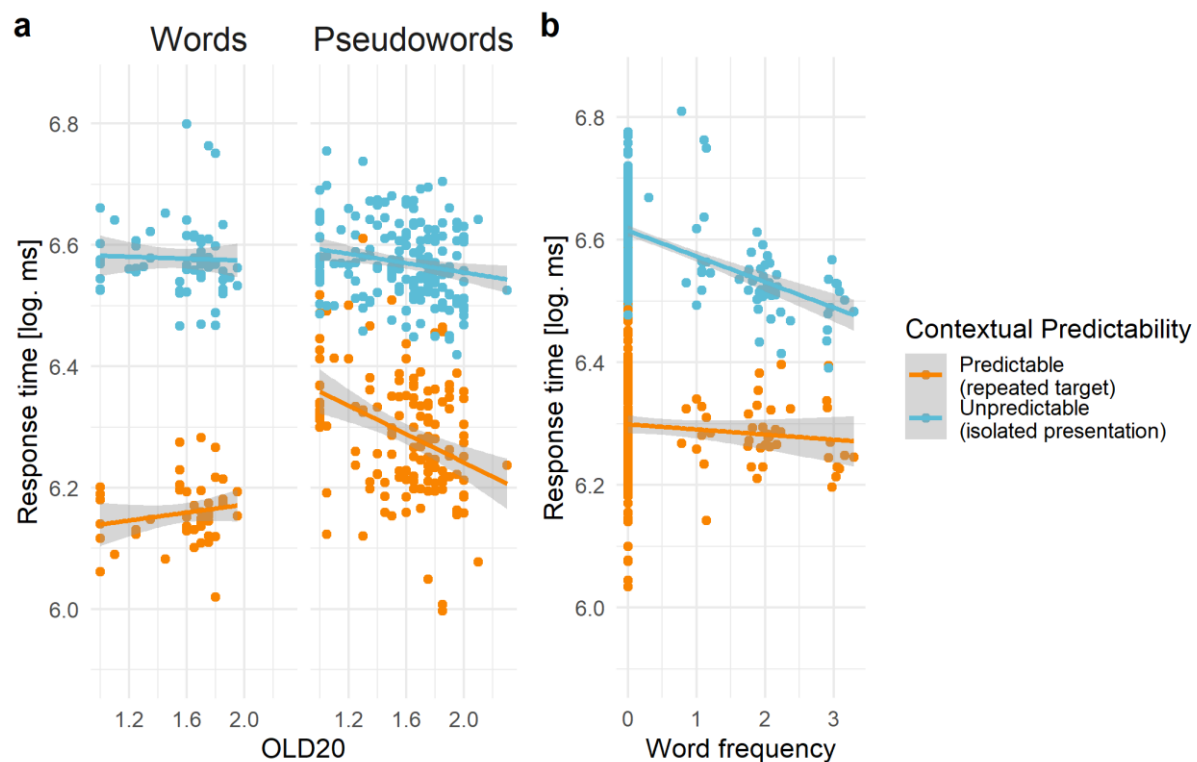 a
Words
Pseudowords
b
Response time [log. ms]
6.8
6.6
6.4
6.2
6.0
1.2
1.6
2.0
1.2
1.6
2.0
OLD20
Response time [log. ms]
6.8
6.6
6.4
6.2
6.0
0
1
2
3
Word frequency
Contextual Predictability
Predictable
(repeated target)
Unpredictable
(isolated presentation)